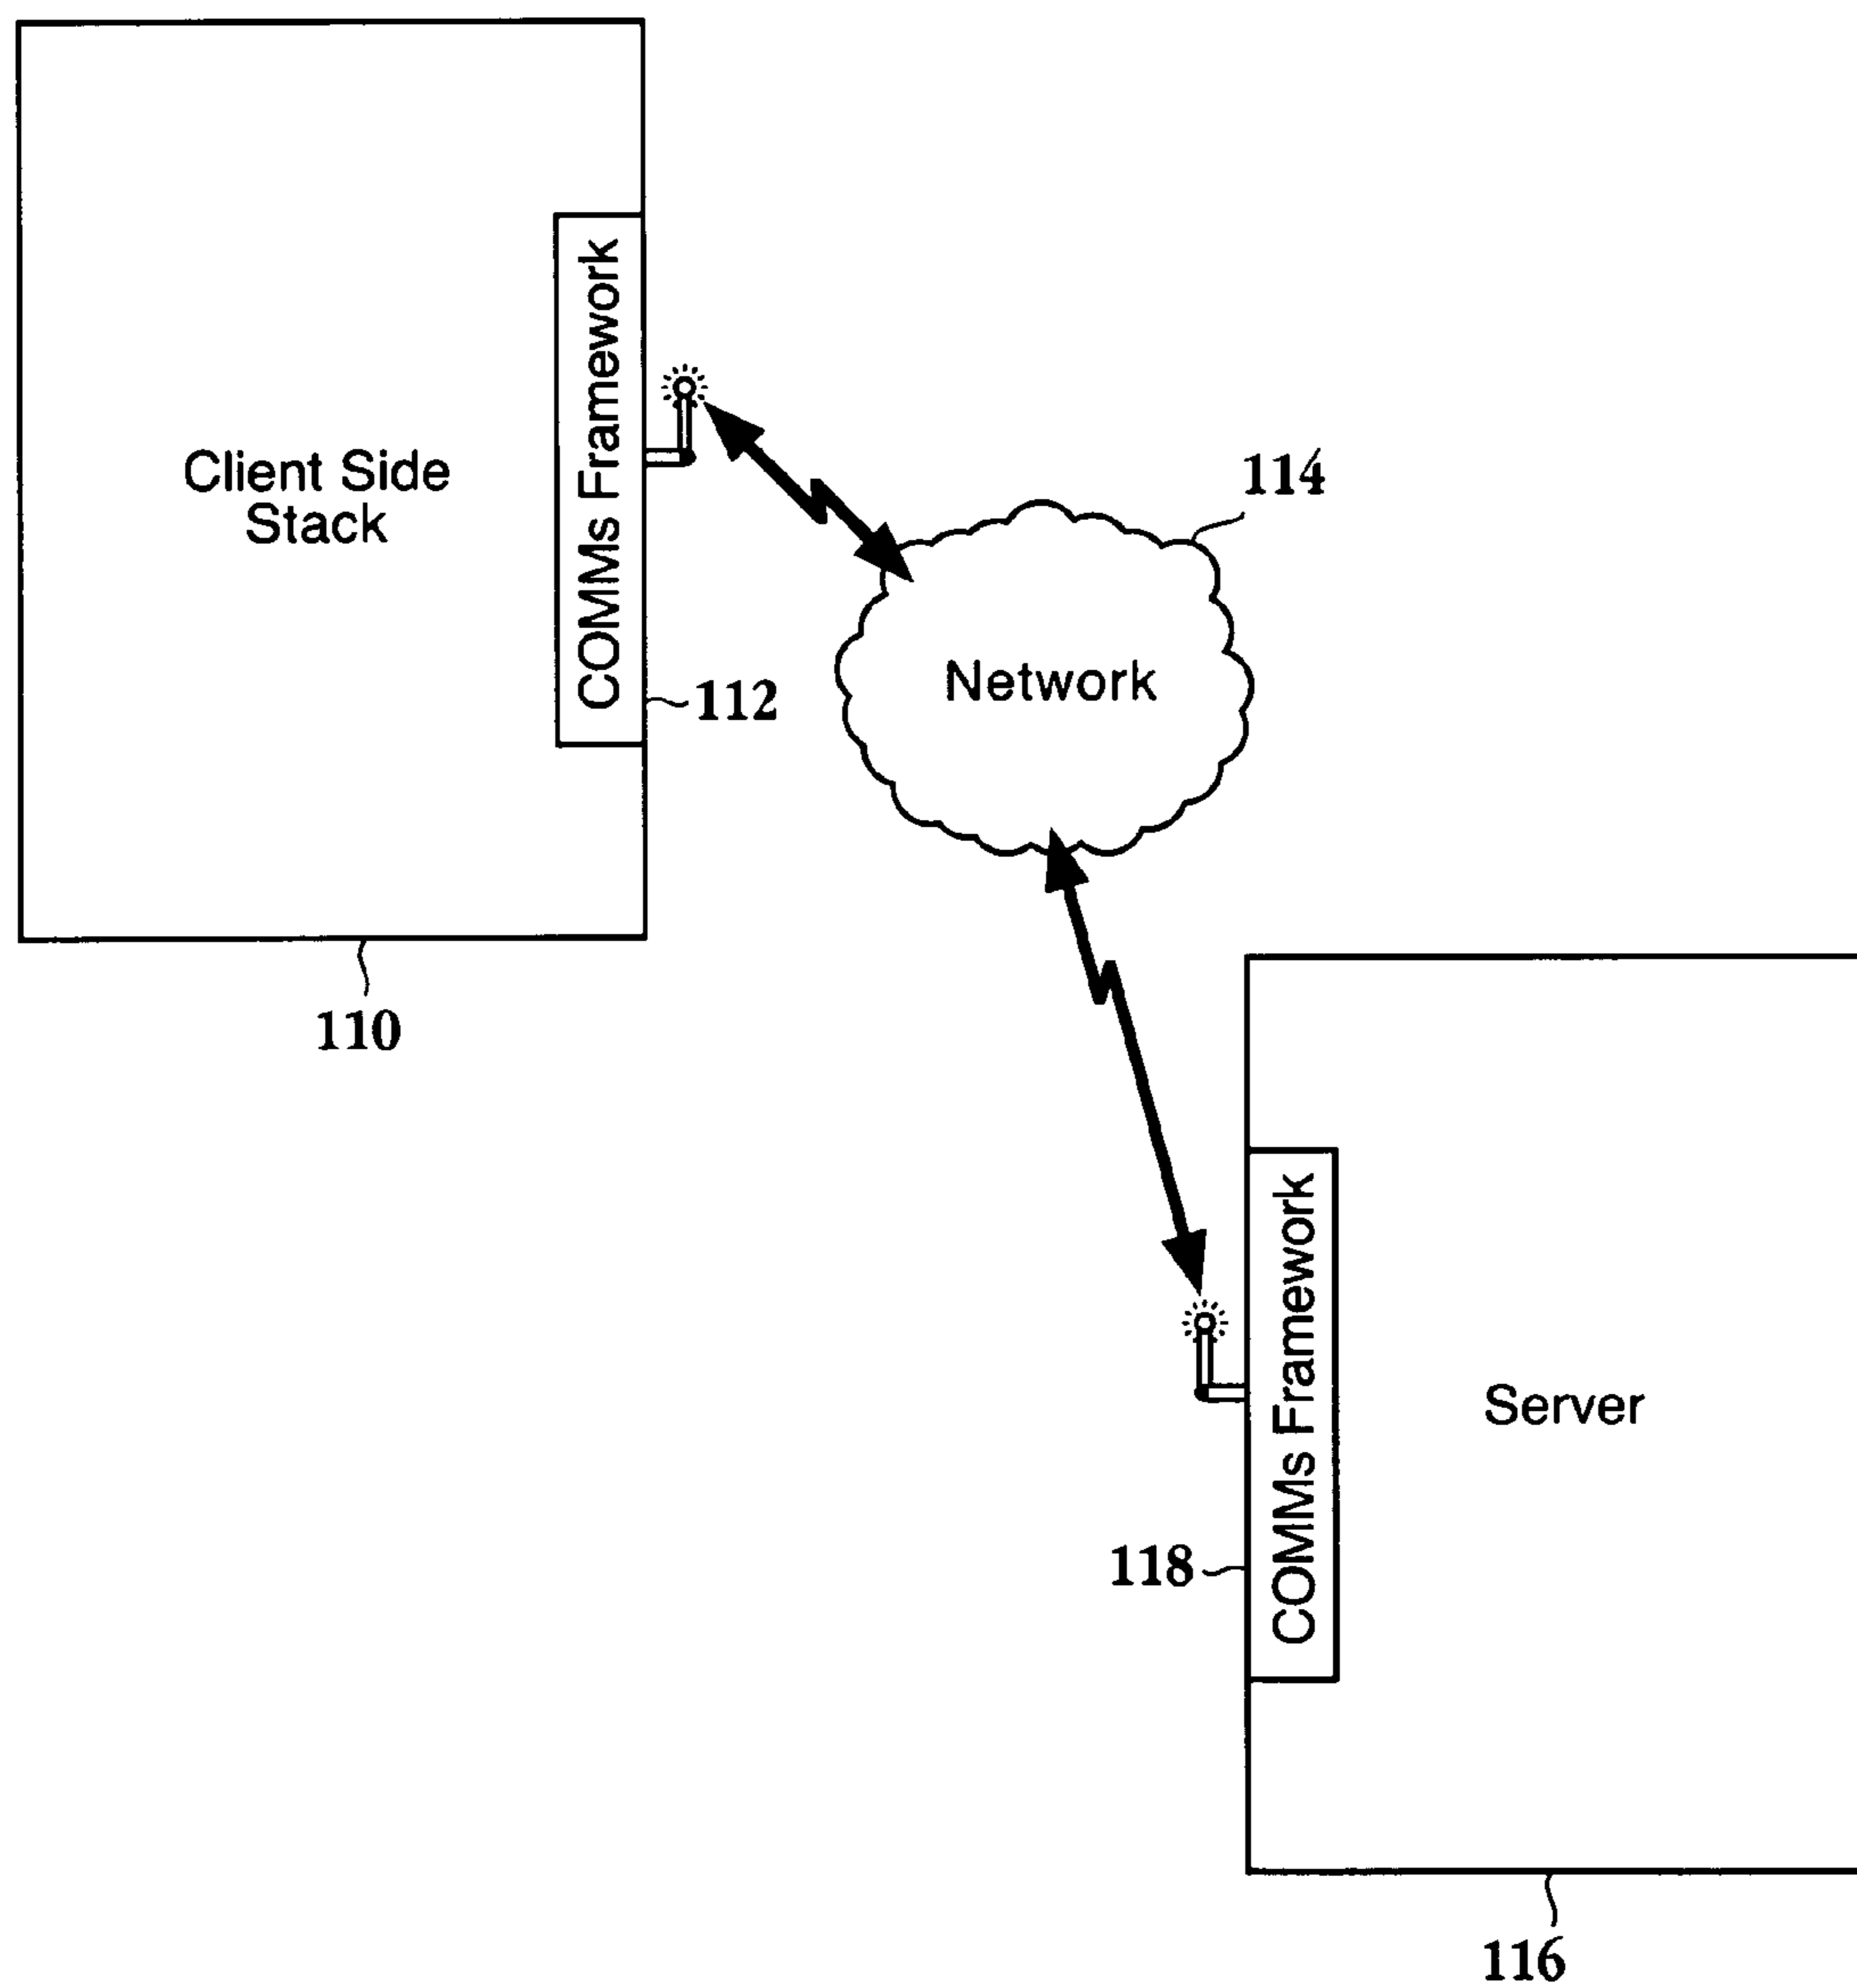 COMMs Framework
Client Side
Stack
114
Network
112
110
COMMs Framework
Server
118
116